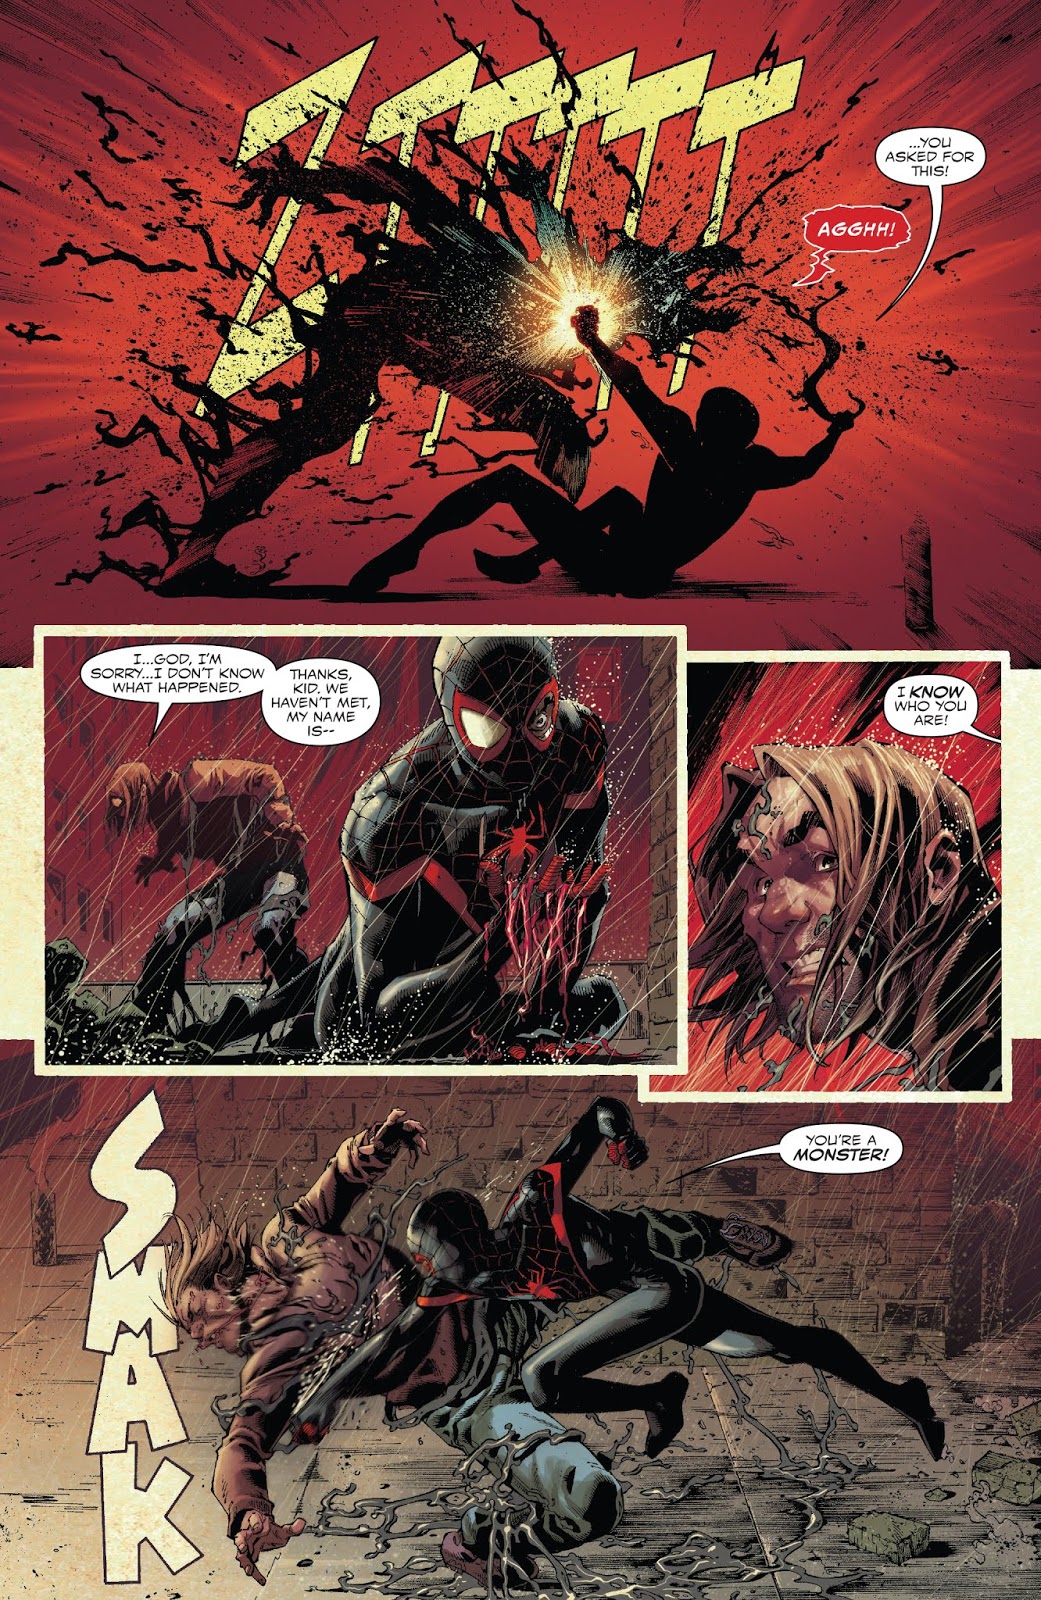 ZTTTTT
...YOU
ASKED FOR
THIS!
AGGHH!
I...GOD, I'M
SORRY...I DON'T KNOW
WHAT HAPPENED.
THANKS,
KID. WE
HAVEN'T MET,
MY NAME
IS--
I KNOW
WHO YOU
ARE!
YOU'RE A
MONSTER!
SMAK